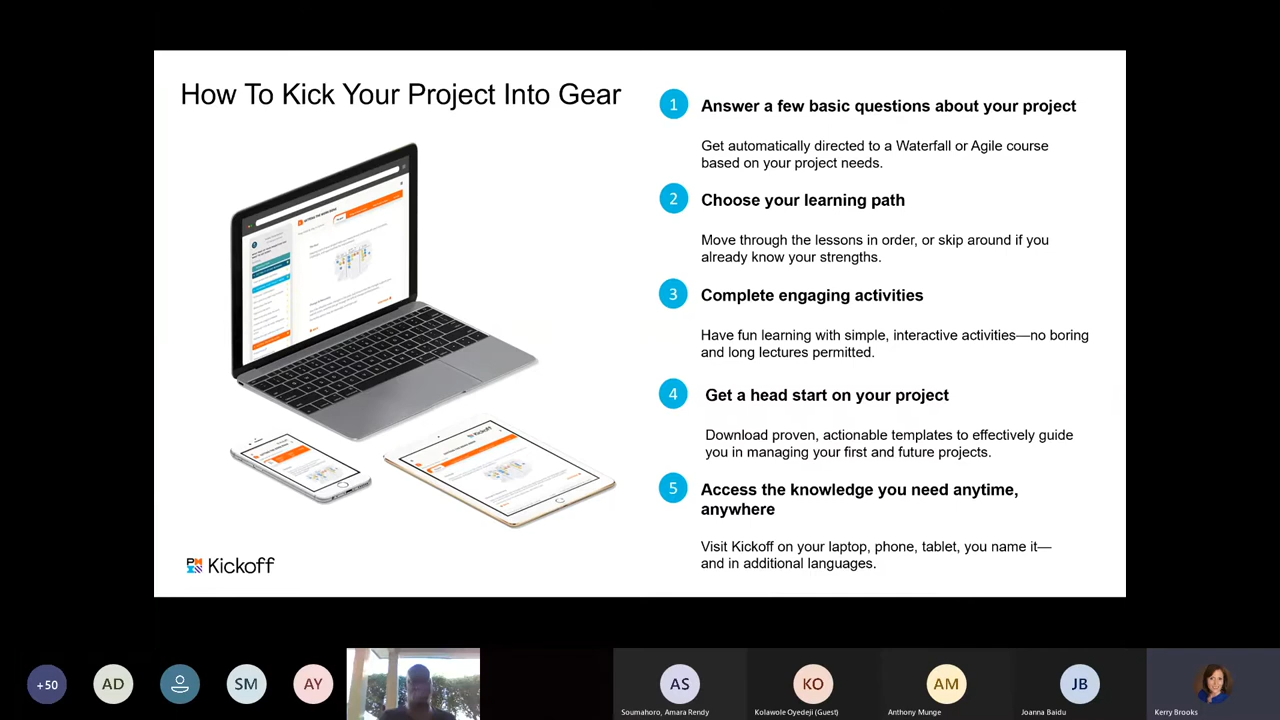 How To Kick Your Project Into Gear
1 Answer a few basic questions about your project
Get automatically directed to a Waterfall or Agile course
based on your project needs.
2 Choose your learning path
Move through the lessons in order, or skip around if you
already know your strengths.
3 Complete engaging activities
Have fun learning with simple, interactive activities—no boring
and long lectures permitted.
4 Get a head start on your project
Download proven, actionable templates to effectively guide
you in managing your first and future projects.
5 Access the knowledge you need anytime,
anywhere
Visit Kickoff on your laptop, phone, tablet, you name it—
and in additional languages.
Kickoff
PM Kickoff
+50
AD
SM
AY
AS
KO
AM
JB
Soumahoro, Amara Rendy
Kolawole Oyedeji (Guest)
Anthony Munge
Joanna Baidu
Kerry Brooks